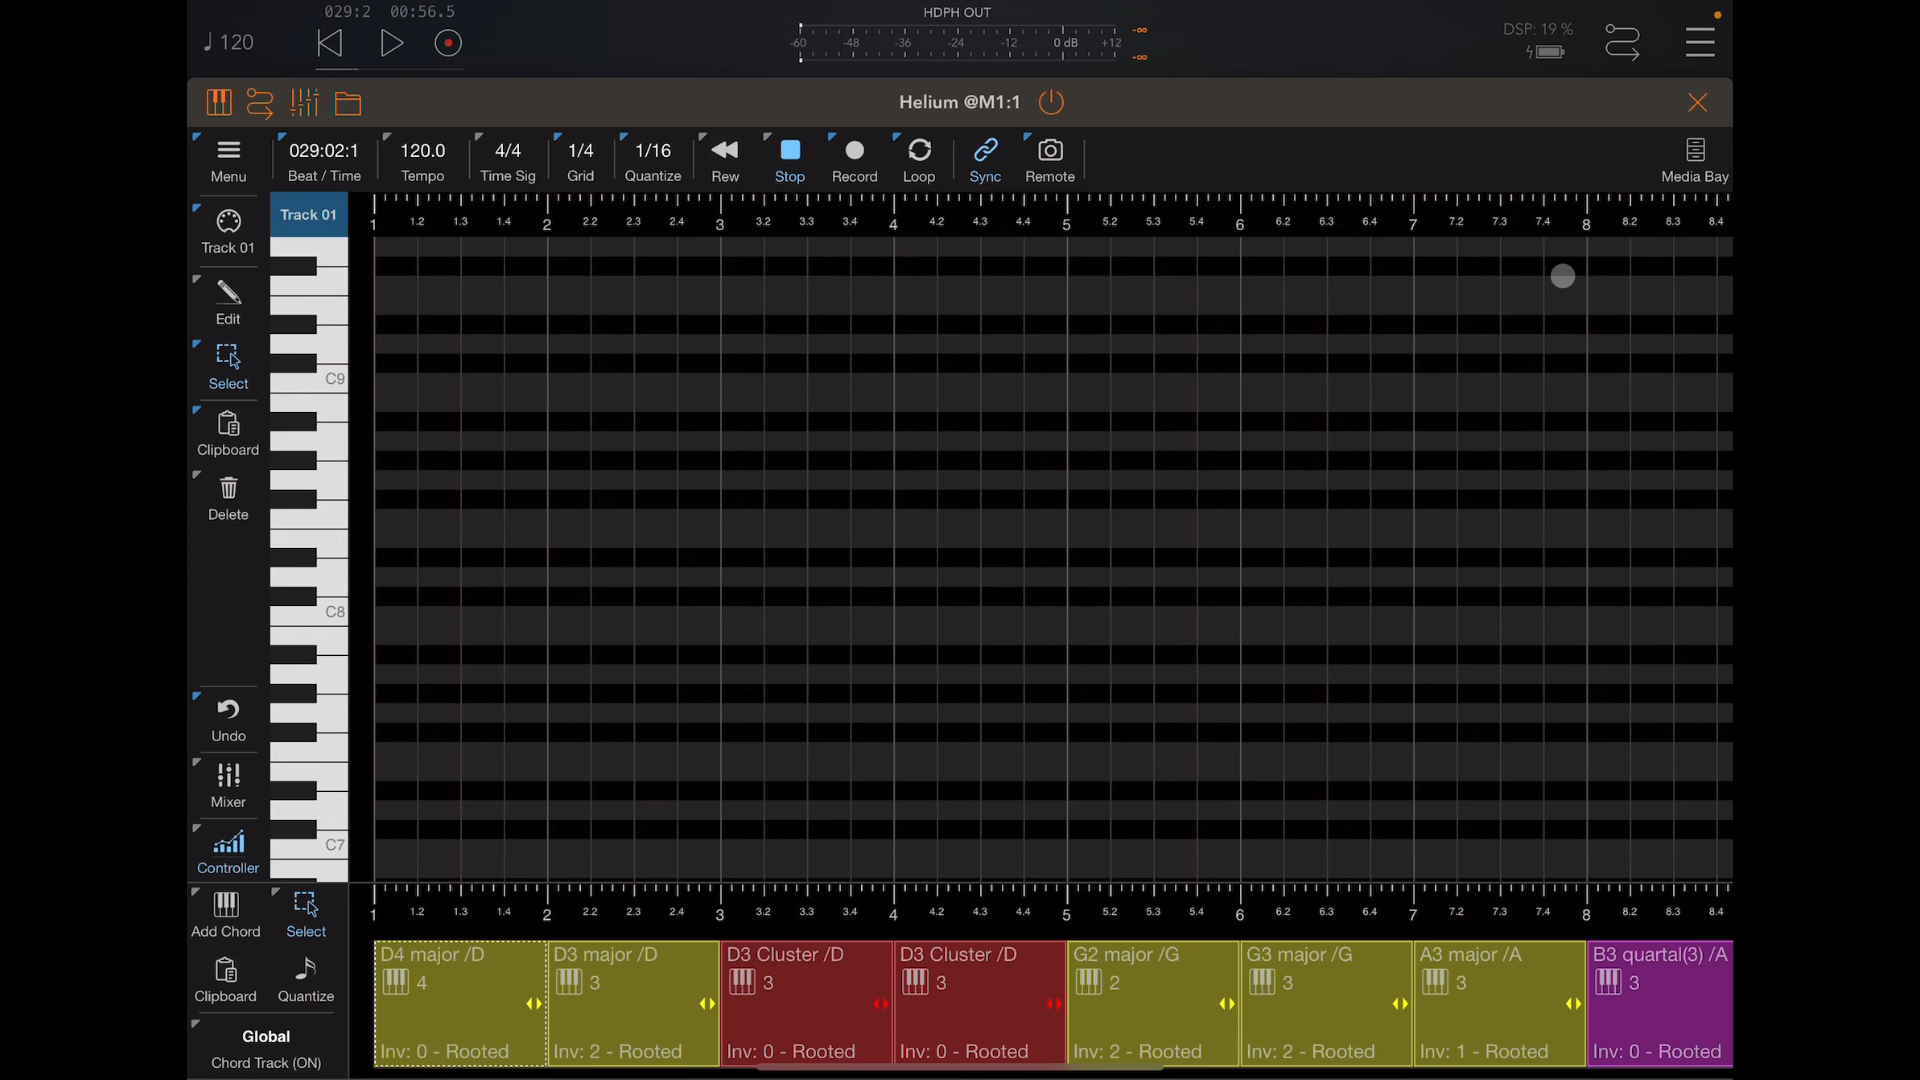 029:2 00:56.5
120
HDPH OUT
-60 -48 -36 -24 -12 0 dB +12
-∞
-∞
DSP: 19 %
Helium @M1:1
Menu
029:02:1
Beat / Time
120.0
Tempo
4/4
Time Sig
1/4
Grid
1/16
Quantize
Rew
Stop
Record
Loop
Sync
Remote
Media Bay
Track 01
1 1.2 1.3 1.4 2 2.2 2.3 2.4 3 3.2 3.3 3.4 4 4.2 4.3 4.4 5 5.2 5.3 5.4 6 6.2 6.3 6.4 7 7.2 7.3 7.4 8 8.2 8.3 8.4
Track 01
Edit
Select
Clipboard
Delete
Undo
Mixer
Controller
C9
C8
C7
Add Chord
Select
Clipboard
Quantize
Global
Chord Track (ON)
1 1.2 1.3 1.4 2 2.2 2.3 2.4 3 3.2 3.3 3.4 4 4.2 4.3 4.4 5 5.2 5.3 5.4 6 6.2 6.3 6.4 7 7.2 7.3 7.4 8 8.2 8.3 8.4
D4 major /D
4
Inv: 0 - Rooted
D3 major /D
3
Inv: 2 - Rooted
D3 Cluster /D
3
Inv: 0 - Rooted
D3 Cluster /D
3
Inv: 0 - Rooted
G2 major /G
2
Inv: 2 - Rooted
G3 major /G
3
Inv: 2 - Rooted
A3 major /A
3
Inv: 1 - Rooted
B3 quartal(3) /A
3
Inv: 0 - Rooted